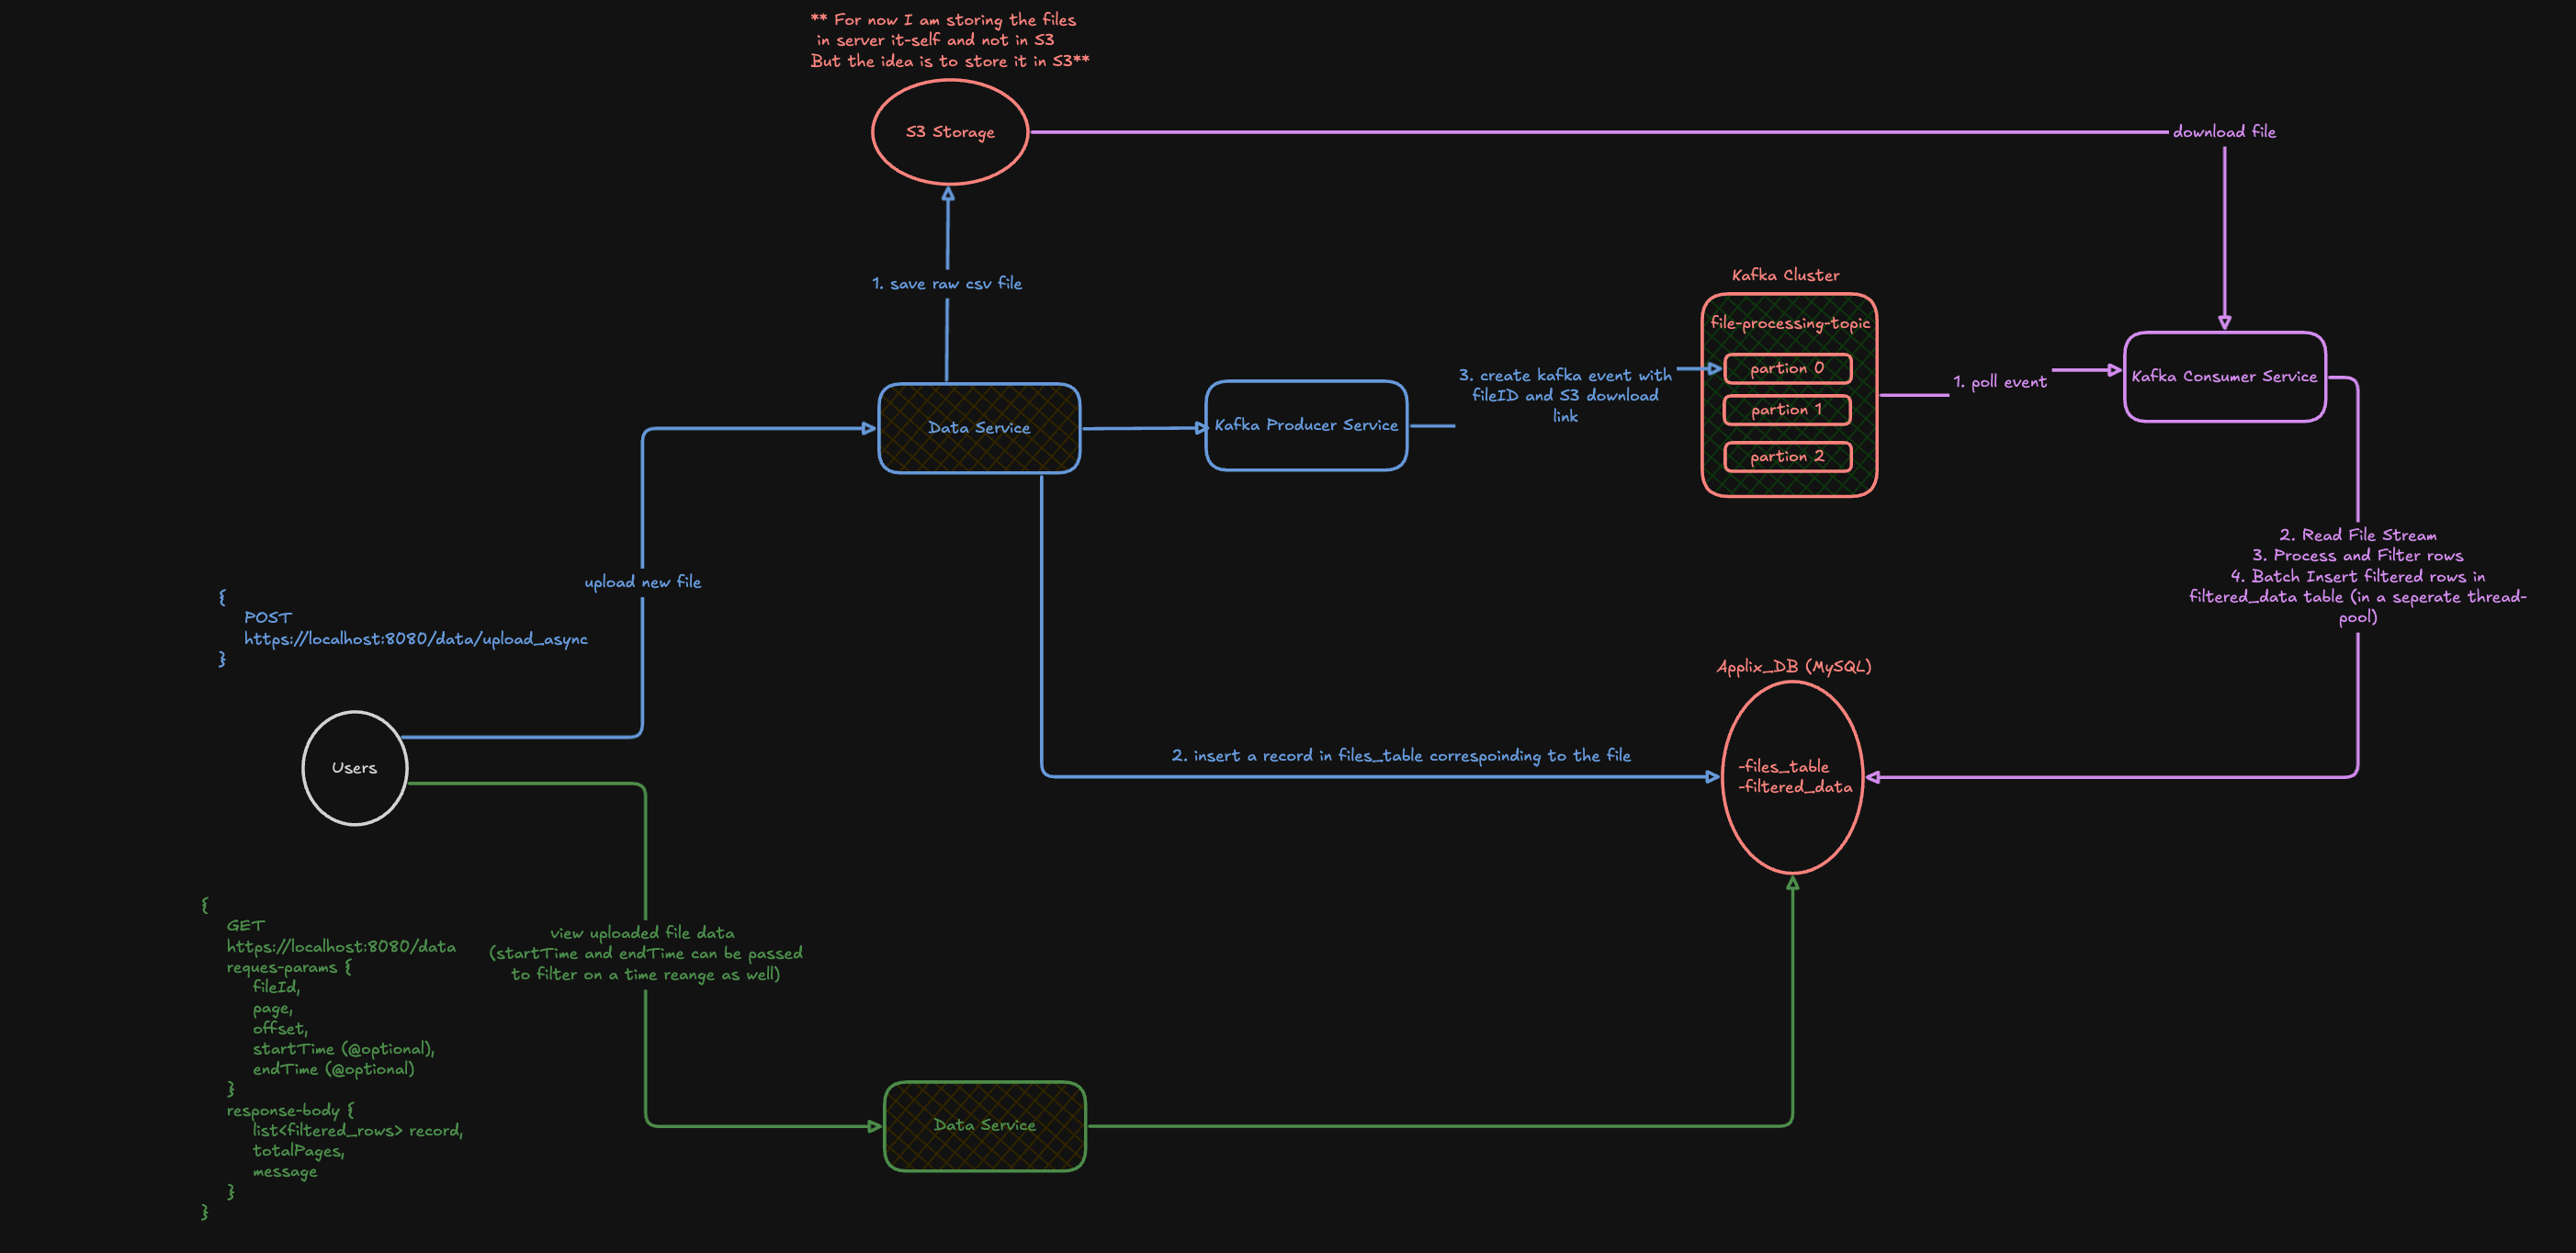 ** For now I am storing the files
in server it-self and not in S3
But the idea is to store it in S3**
S3 Storage
download file
1. save raw csv file
Kafka Cluster
file-processing-topic
partion 0
partion 1
partion 2
3. create kafka event with
fileID and S3 download
link
1. poll event
Kafka Consumer Service
Data Service
Kafka Producer Service
2. Read File Stream
3. Process and Filter rows
4. Batch Insert filtered rows in
filtered_data table (in a seperate thread-
pool)
upload new file
{
POST
https://localhost:8080/data/upload_async
}
Applix_DB (MySQL)
Users
2. insert a record in files_table correspoinding to the file
-files_table
-filtered_data
{
GET
https://localhost:8080/data
reques-params {
fileId,
page,
offset,
startTime (@optional),
endTime (@optional)
}
response-body {
list<filtered_rows> record,
totalPages,
message
}
}
view uploaded file data
(startTime and endTime can be passed
to filter on a time reange as well)
Data Service